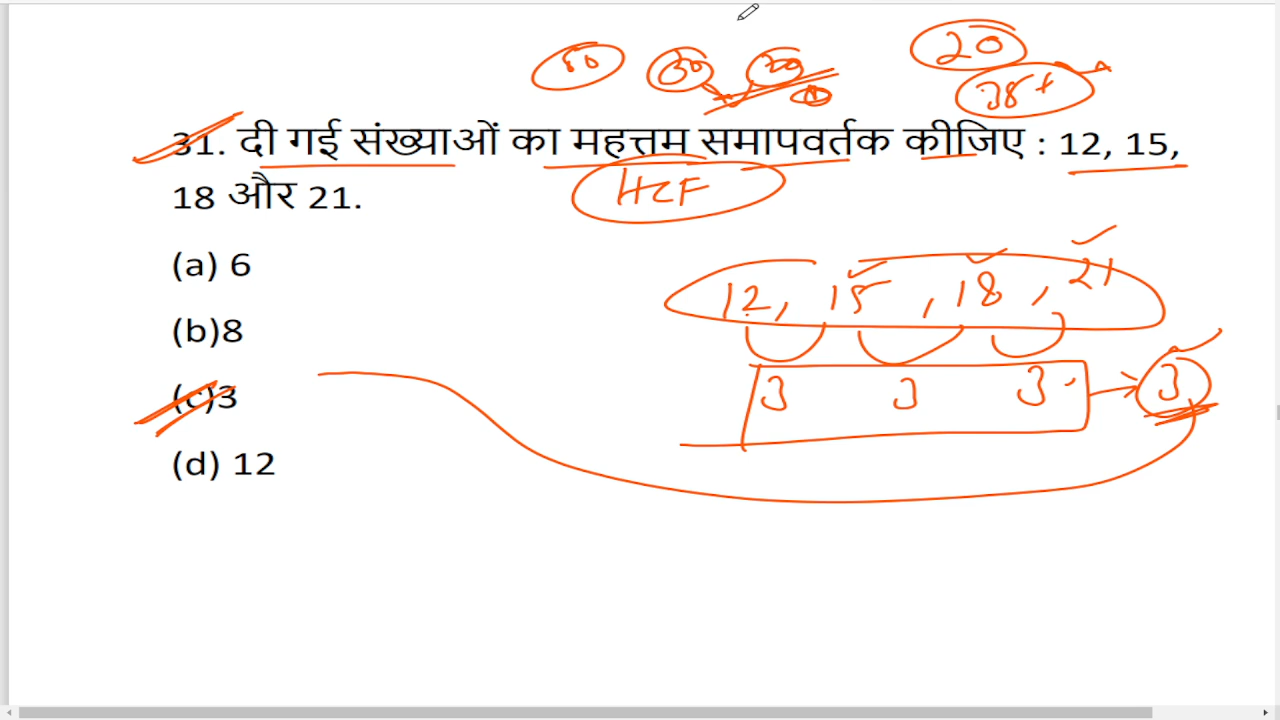 20
38+
31. दी गई संख्याओं का महत्तम समापवर्तक कीजिए : 12, 15,
HCF
18 और 21.
(a) 6
12, 15, 18, 21
(b)8
(c)3
3 3 3 3
(d) 12